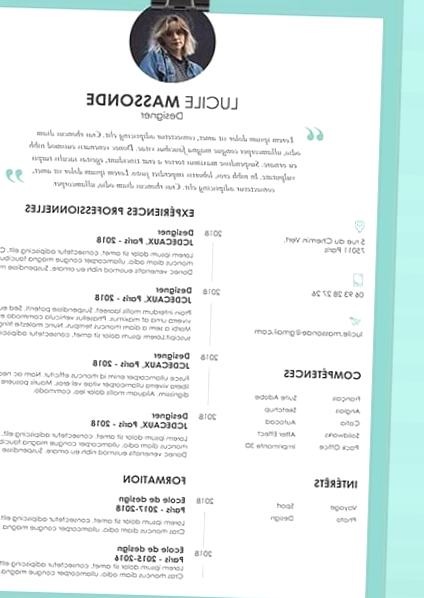 LUCILE MASSONDE
Designer
Lorem ipsum dolor sit amet, consectetur adipiscing elit. Cras rhoncus diam
odio, ullamcorper congue magna faucibus vitae. Donec venenatis euismod nibh
eu ornare. Suspendisse maximus tortor a erat tincidunt, egestas iaculis turpis
vulputate. In nibh eros, lobortis imperdiet justo. Lorem ipsum dolor sit amet,
consectetur adipiscing elit. Cras rhoncus diam odio, ullamcorper.
5 rue du Chemin Vert,
75011 Paris
06 93 28 27 26
lucile.massonde@gmail.com
COMPÉTENCES
Français Suite Adobe
Anglais Sketchup
Catia Autocad
Solidworks After Effect
Pack Office Imprimante 3D
INTÉRÊTS
Voyage Sport
Photo Design
EXPÉRIENCES PROFESSIONNELLES
2018 Designer
JCDECAUX, Paris - 2018
Lorem ipsum dolor sit amet, consectetur adipiscing elit. C
rhoncus diam odio, ullamcorper congue magna faucibu
Donec venenatis euismod nibh eu ornare. Suspendisse m
2018 Designer
JCDECAUX, Paris - 2018
Proin interdum mollis laoreet. Suspendisse potenti. Sed eu
viverra urna at maximus. Phasellus vehicula commodo e
Morbi a sem a diam rhoncus tempus. Nunc molestie fring
suscipit. Lorem ipsum dolor sit amet, consectetur adipisci
2018 Designer
JCDECAUX, Paris - 2018
Fusce ullamcorper enim id rhoncus efficitur. Nam ac nec
libero viverra ullamcorper vitae vel eros. Mauris posuere
dignissim. Aliquam mollis odio leo, commodo.
2018 Designer
JCDECAUX, Paris - 2018
Lorem ipsum dolor sit amet, consectetur adipiscing elit. C
rhoncus diam odio, ullamcorper congue magna faucibu
Donec venenatis euismod nibh eu ornare. Suspendisse
FORMATION
2018 Ecole de design
Paris - 2017-2018
Lorem ipsum dolor sit amet, consectetur adipiscing elit
Cras rhoncus diam odio, ullamcorper congue magna
2018 Ecole de design
Paris - 2015-2016
Lorem ipsum dolor sit amet, consectetur adipiscing elit
Cras rhoncus diam odio, ullamcorper congue magna